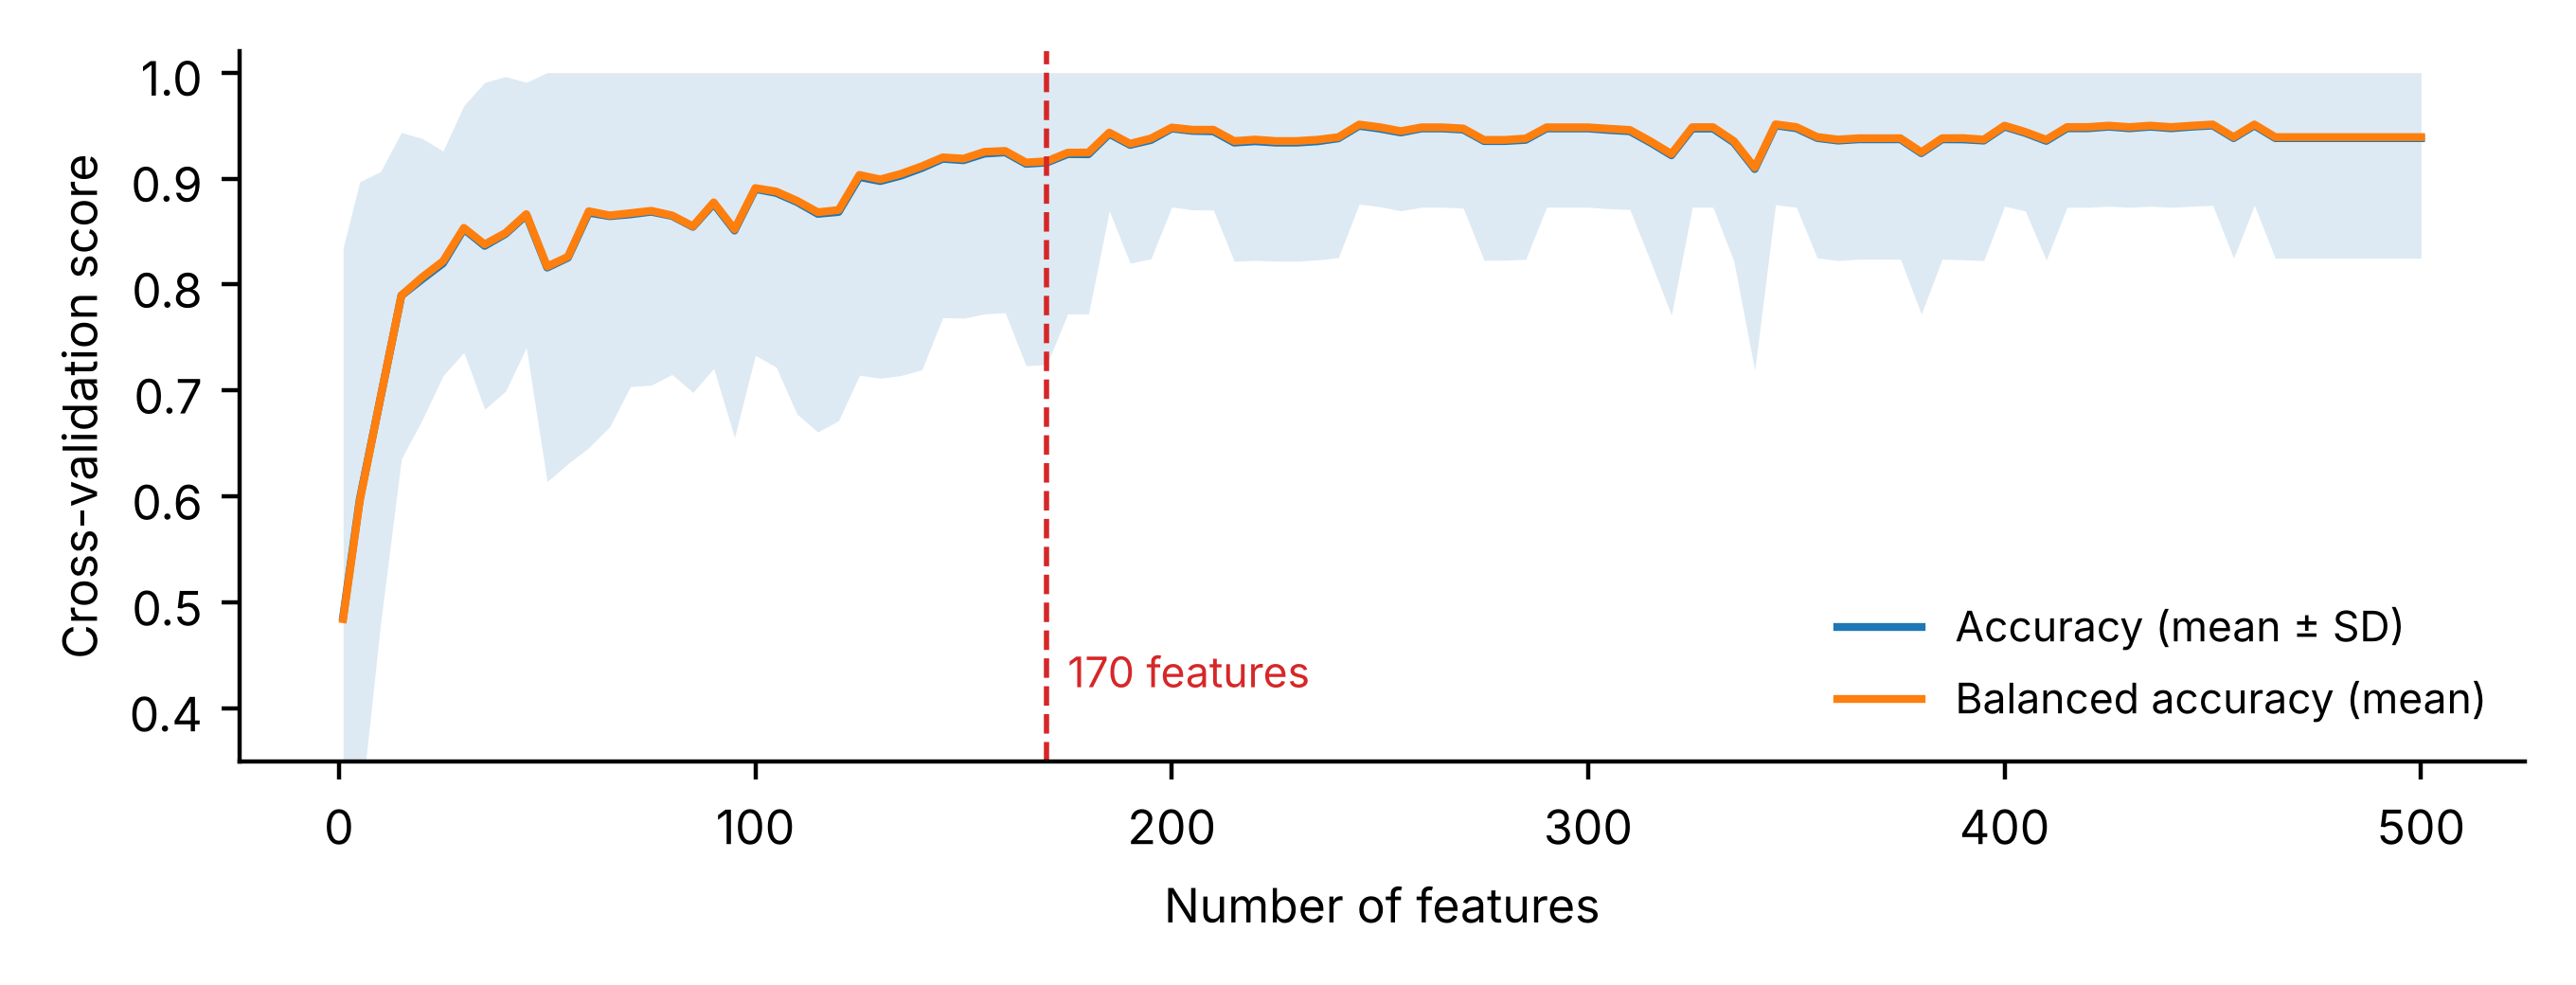 Cross-validation score
1.0
0.9
0.8
0.7
0.6
0.5
0.4
170 features
Accuracy (mean ± SD)
Balanced accuracy (mean)
0 100 200 300 400 500
Number of features